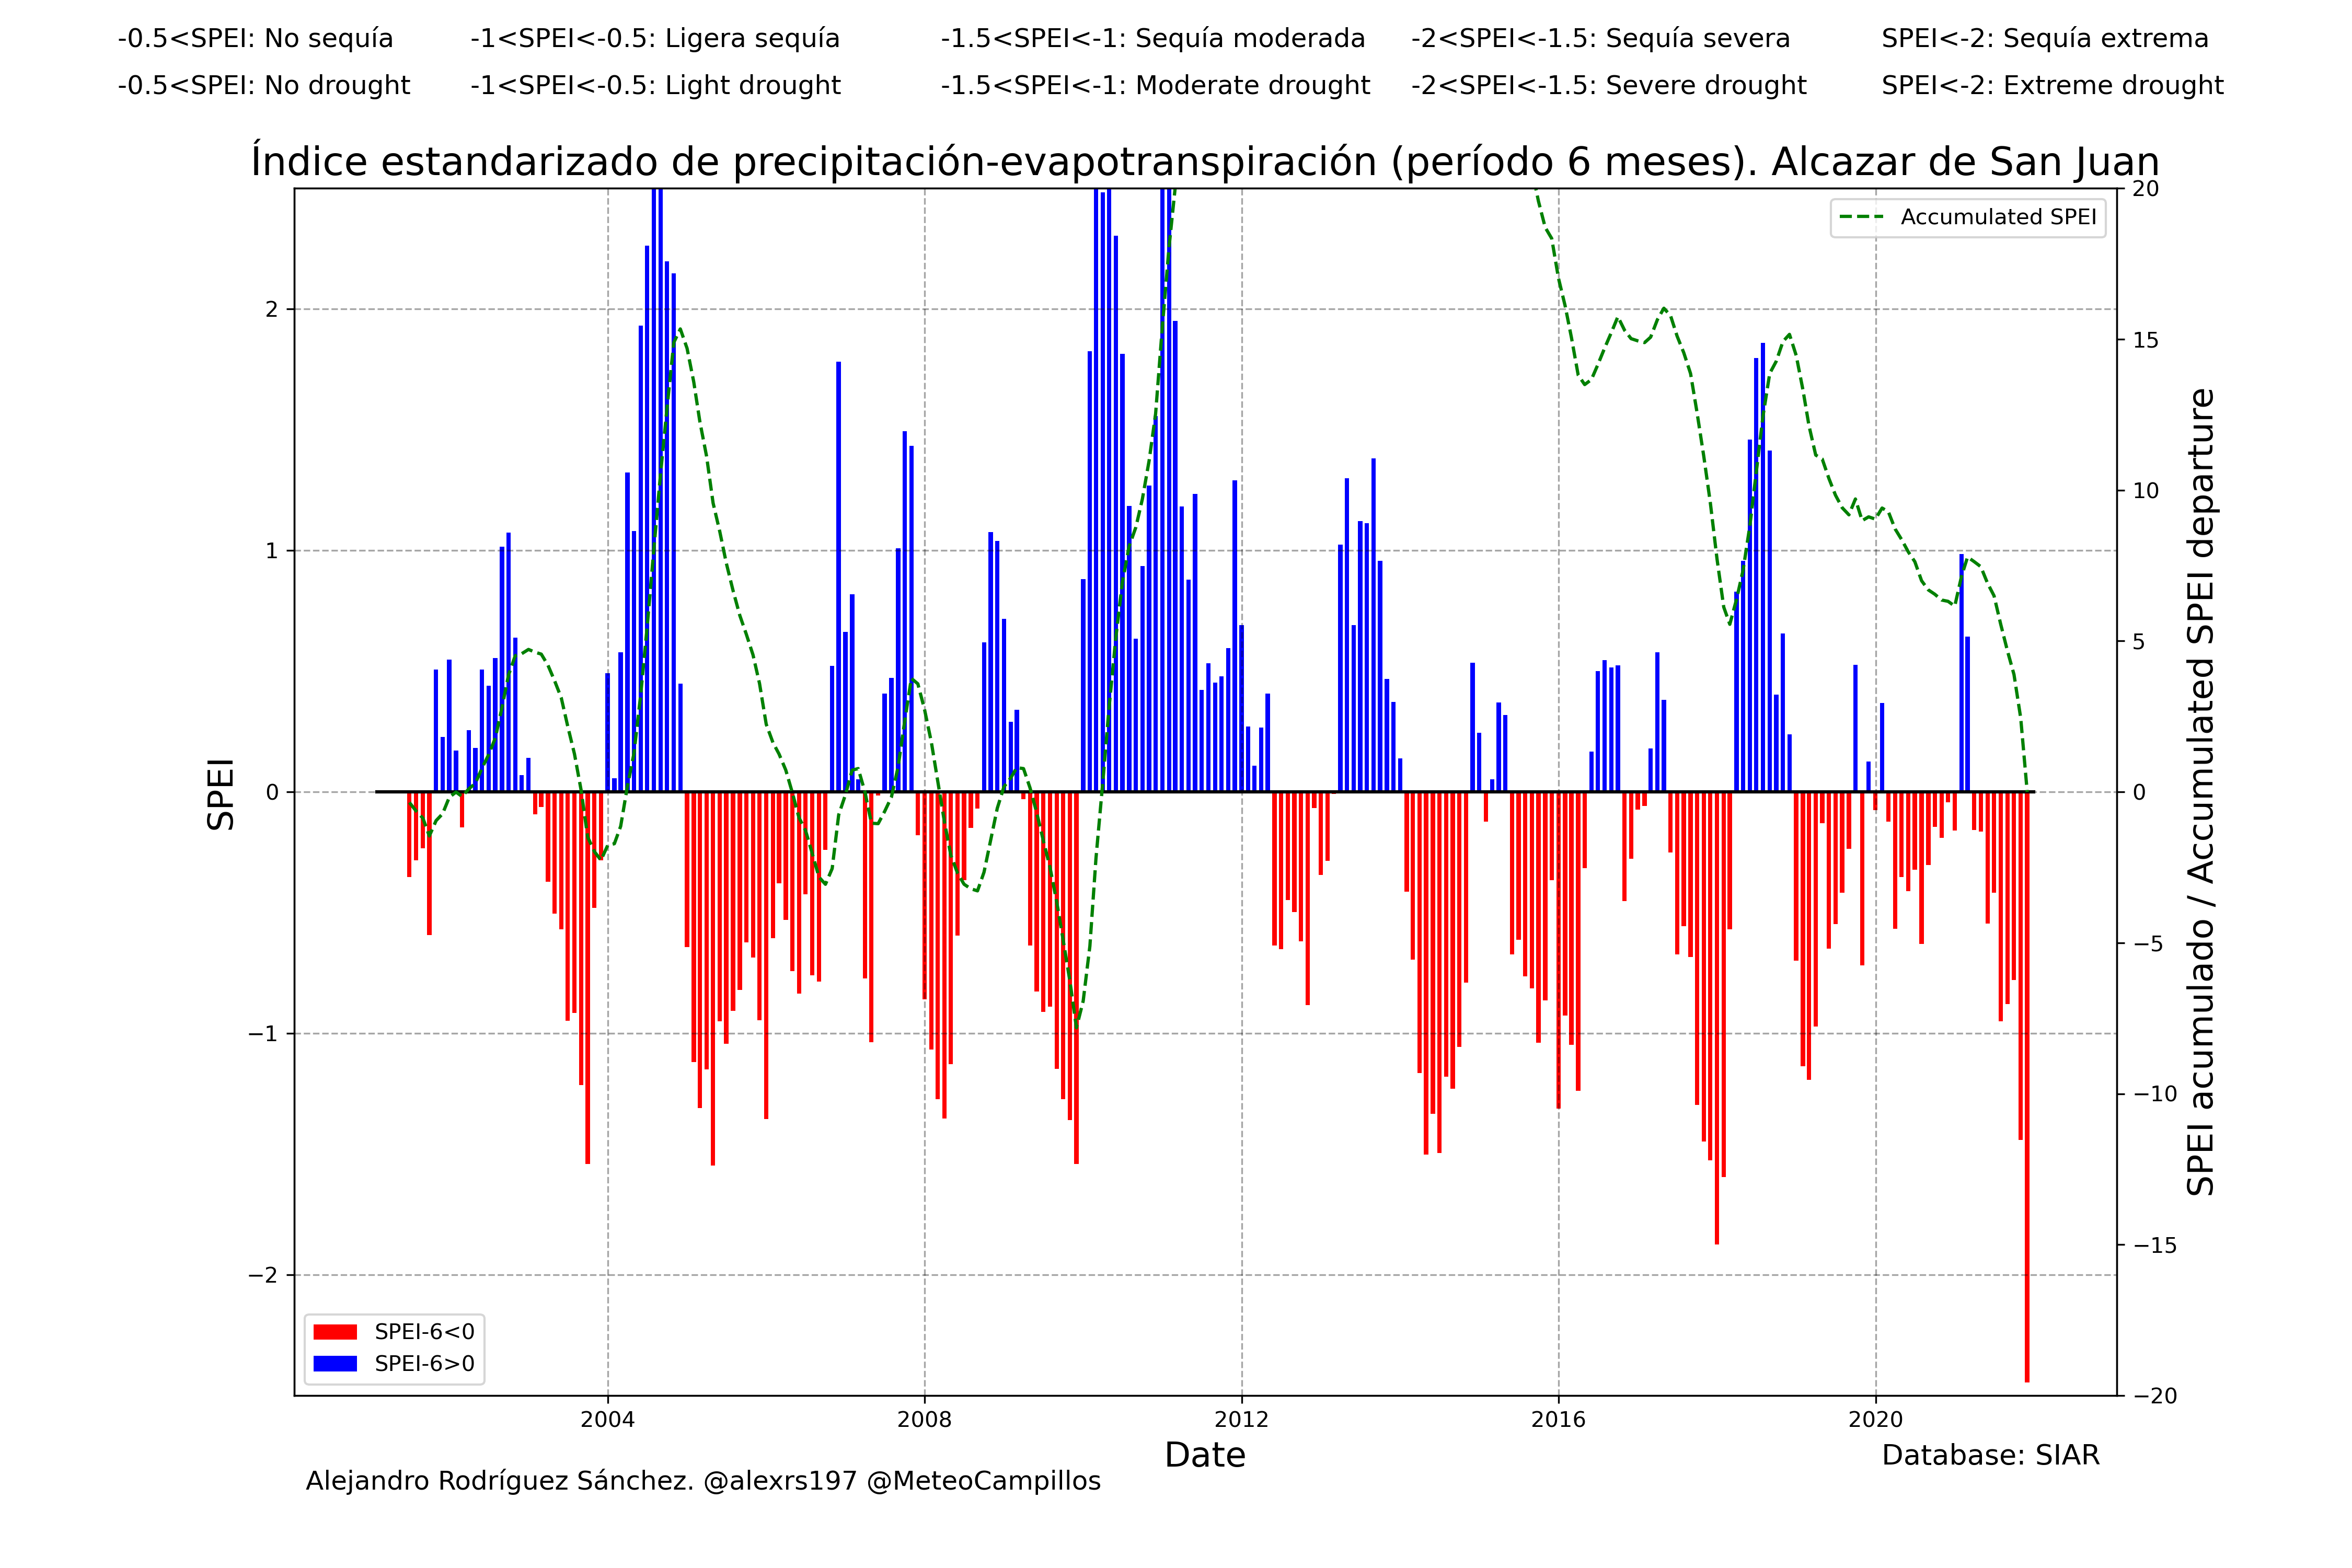 -0.5<SPEI: No sequía -1<SPEI<-0.5: Ligera sequía -1.5<SPEI<-1: Sequía moderada -2<SPEI<-1.5: Sequía severa SPEI<-2: Sequía extrema
-0.5<SPEI: No drought -1<SPEI<-0.5: Light drought -1.5<SPEI<-1: Moderate drought -2<SPEI<-1.5: Severe drought SPEI<-2: Extreme drought
Índice estandarizado de precipitación-evapotranspiración (período 6 meses). Alcazar de San Juan
Accumulated SPEI
SPEI
2
1
0
−1
−2
20
15
10
5
0
−5
−10
−15
−20
SPEI acumulado / Accumulated SPEI departure
SPEI-6<0
SPEI-6>0
2004 2008 2012 2016 2020
Date
Database: SIAR
Alejandro Rodríguez Sánchez. @alexrs197 @MeteoCampillos